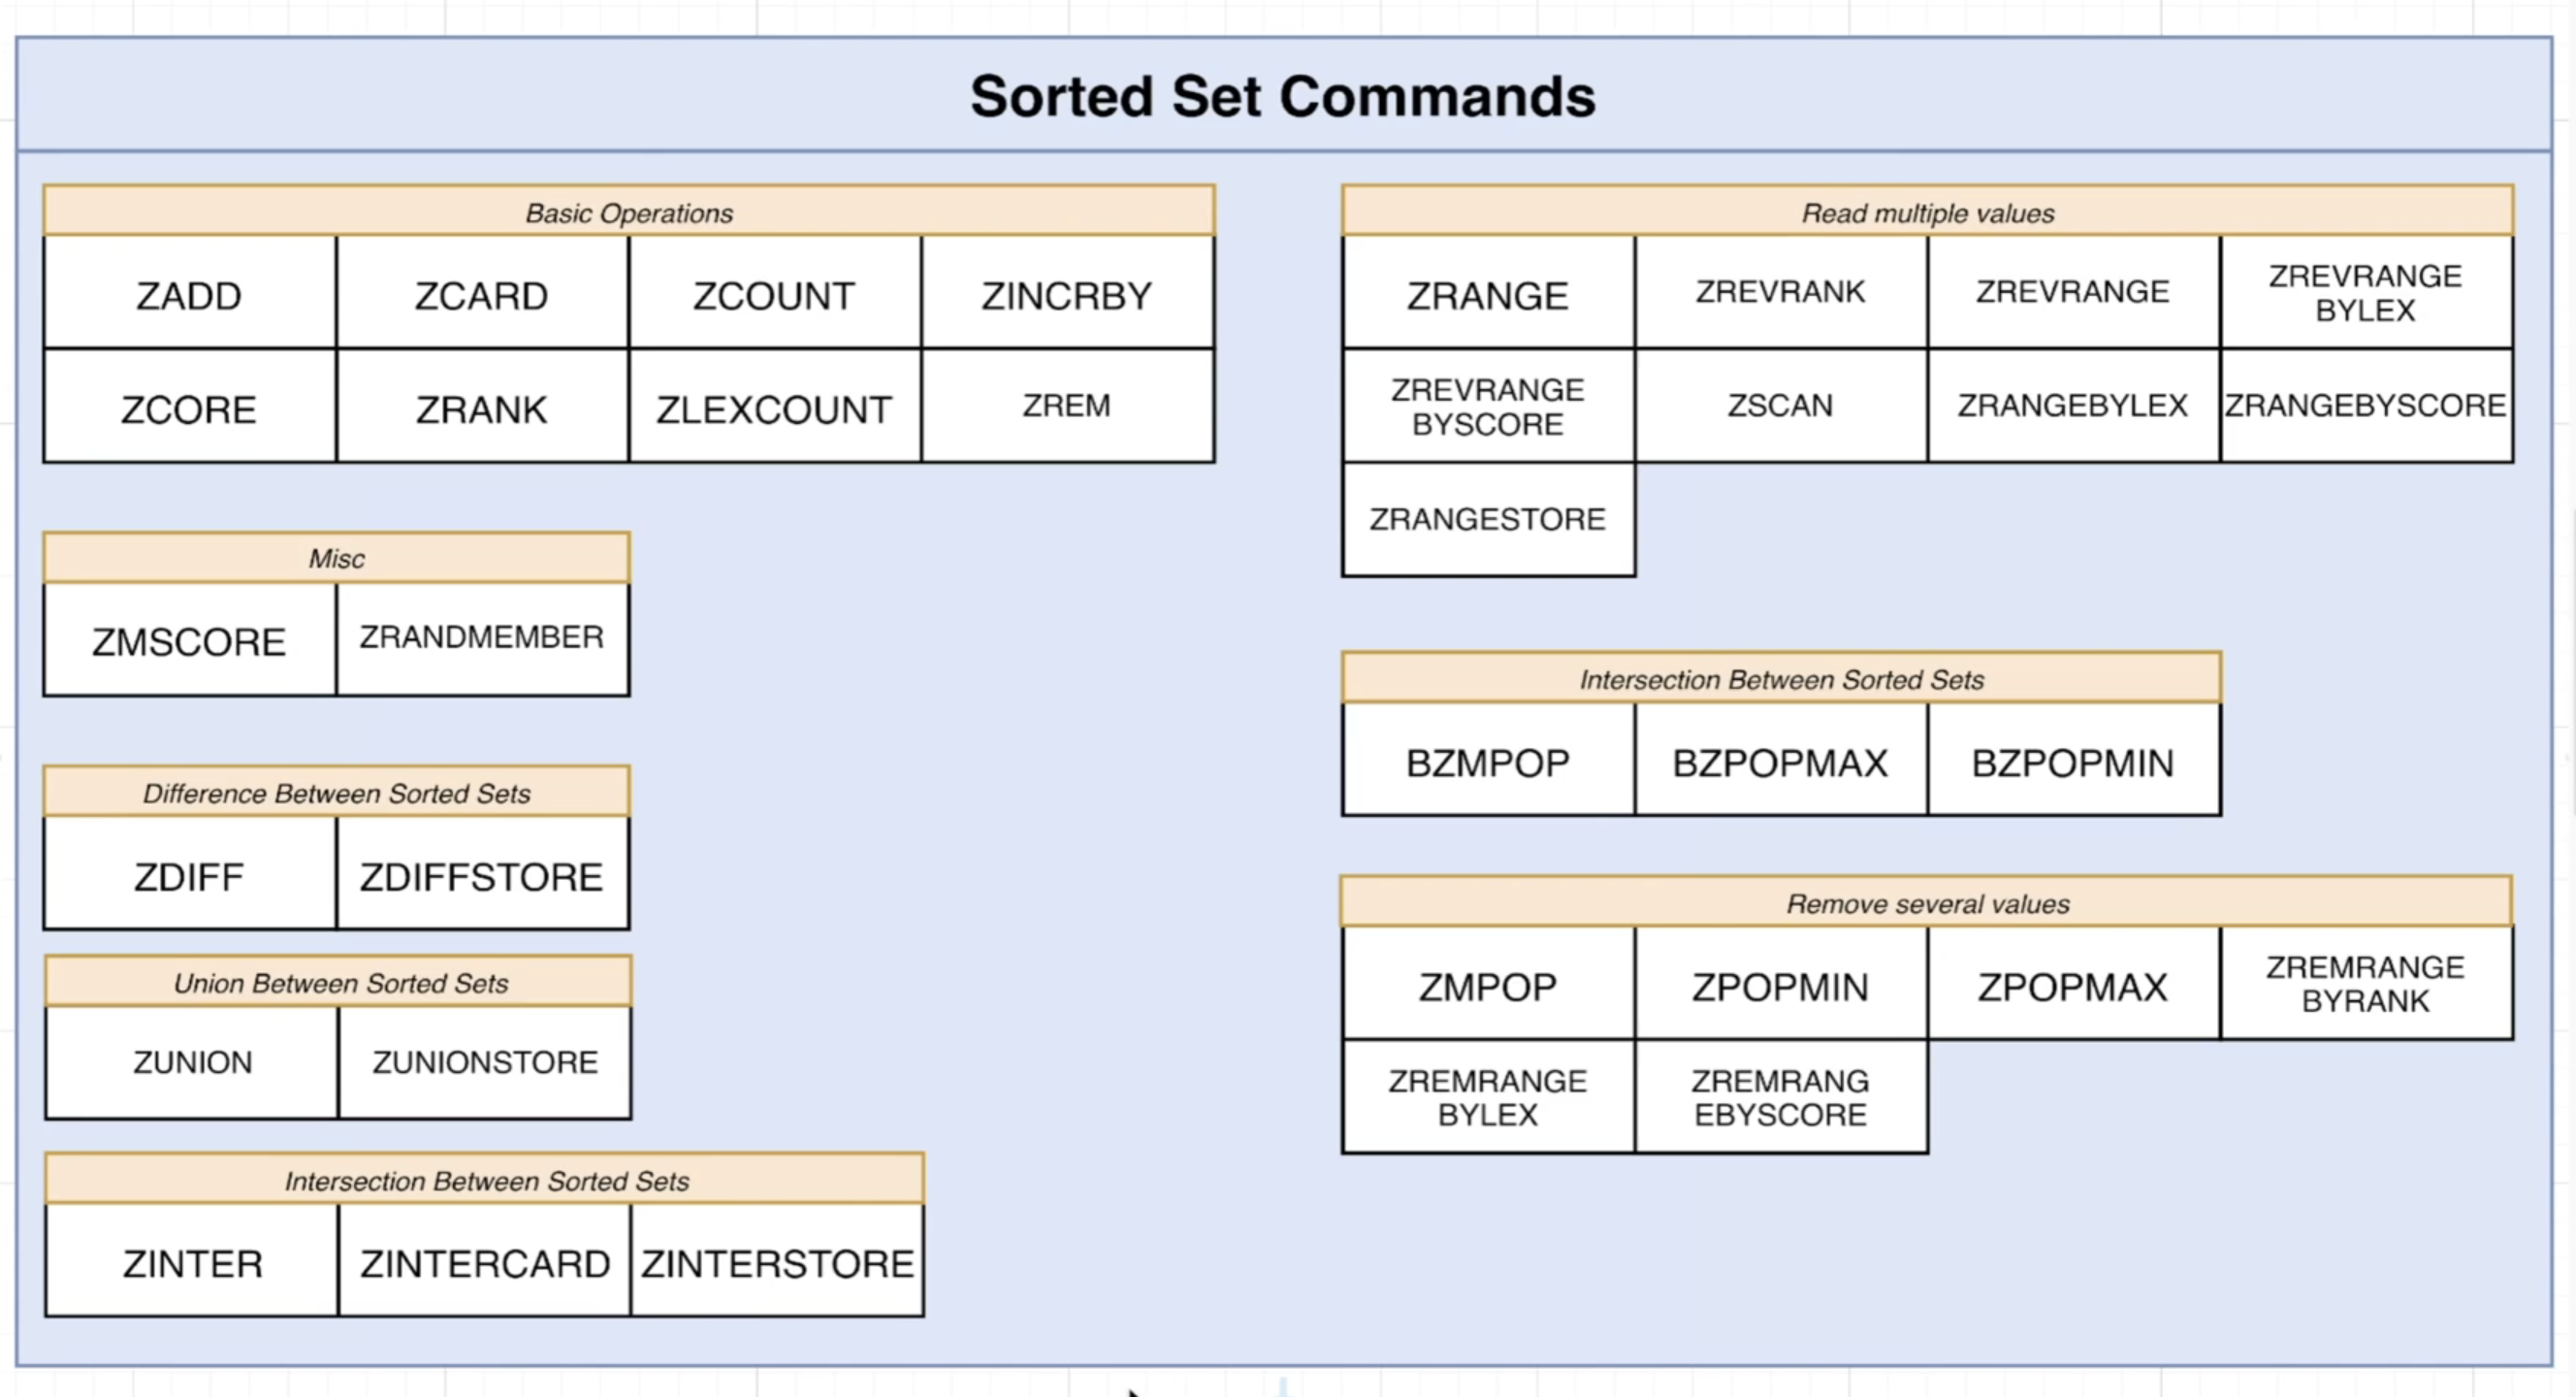 Sorted Set Commands
Basic Operations
ZADD ZCARD ZCOUNT ZINCRBY
ZCORE ZRANK ZLEXCOUNT ZREM
Misc
ZMSCORE ZRANDMEMBER
Difference Between Sorted Sets
ZDIFF ZDIFFSTORE
Union Between Sorted Sets
ZUNION ZUNIONSTORE
Intersection Between Sorted Sets
ZINTER ZINTERCARD ZINTERSTORE
Read multiple values
ZRANGE
ZREVRANK
ZREVRANGE
ZREVRANGE
BYLEX
ZREVRANGE
BYSCORE
ZSCAN
ZRANGEBYLEX
ZRANGEBYSCORE
ZRANGESTORE
Intersection Between Sorted Sets
BZMPOP BZPOPMAX BZPOPMIN
Remove several values
ZMPOP
ZPOPMIN
ZPOPMAX
ZREMRANGE
BYRANK
ZREMRANGE
BYLEX
ZREMRANG
EBYSCORE